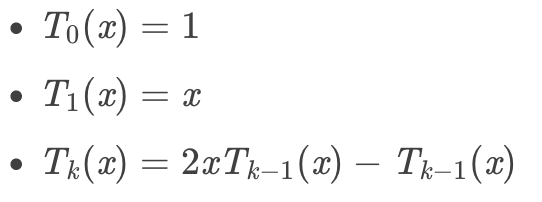 • T₀(x) = 1
• T₁(x) = x
• Tₖ(x) = 2xTₖ₋₁(x) − Tₖ₋₁(x)